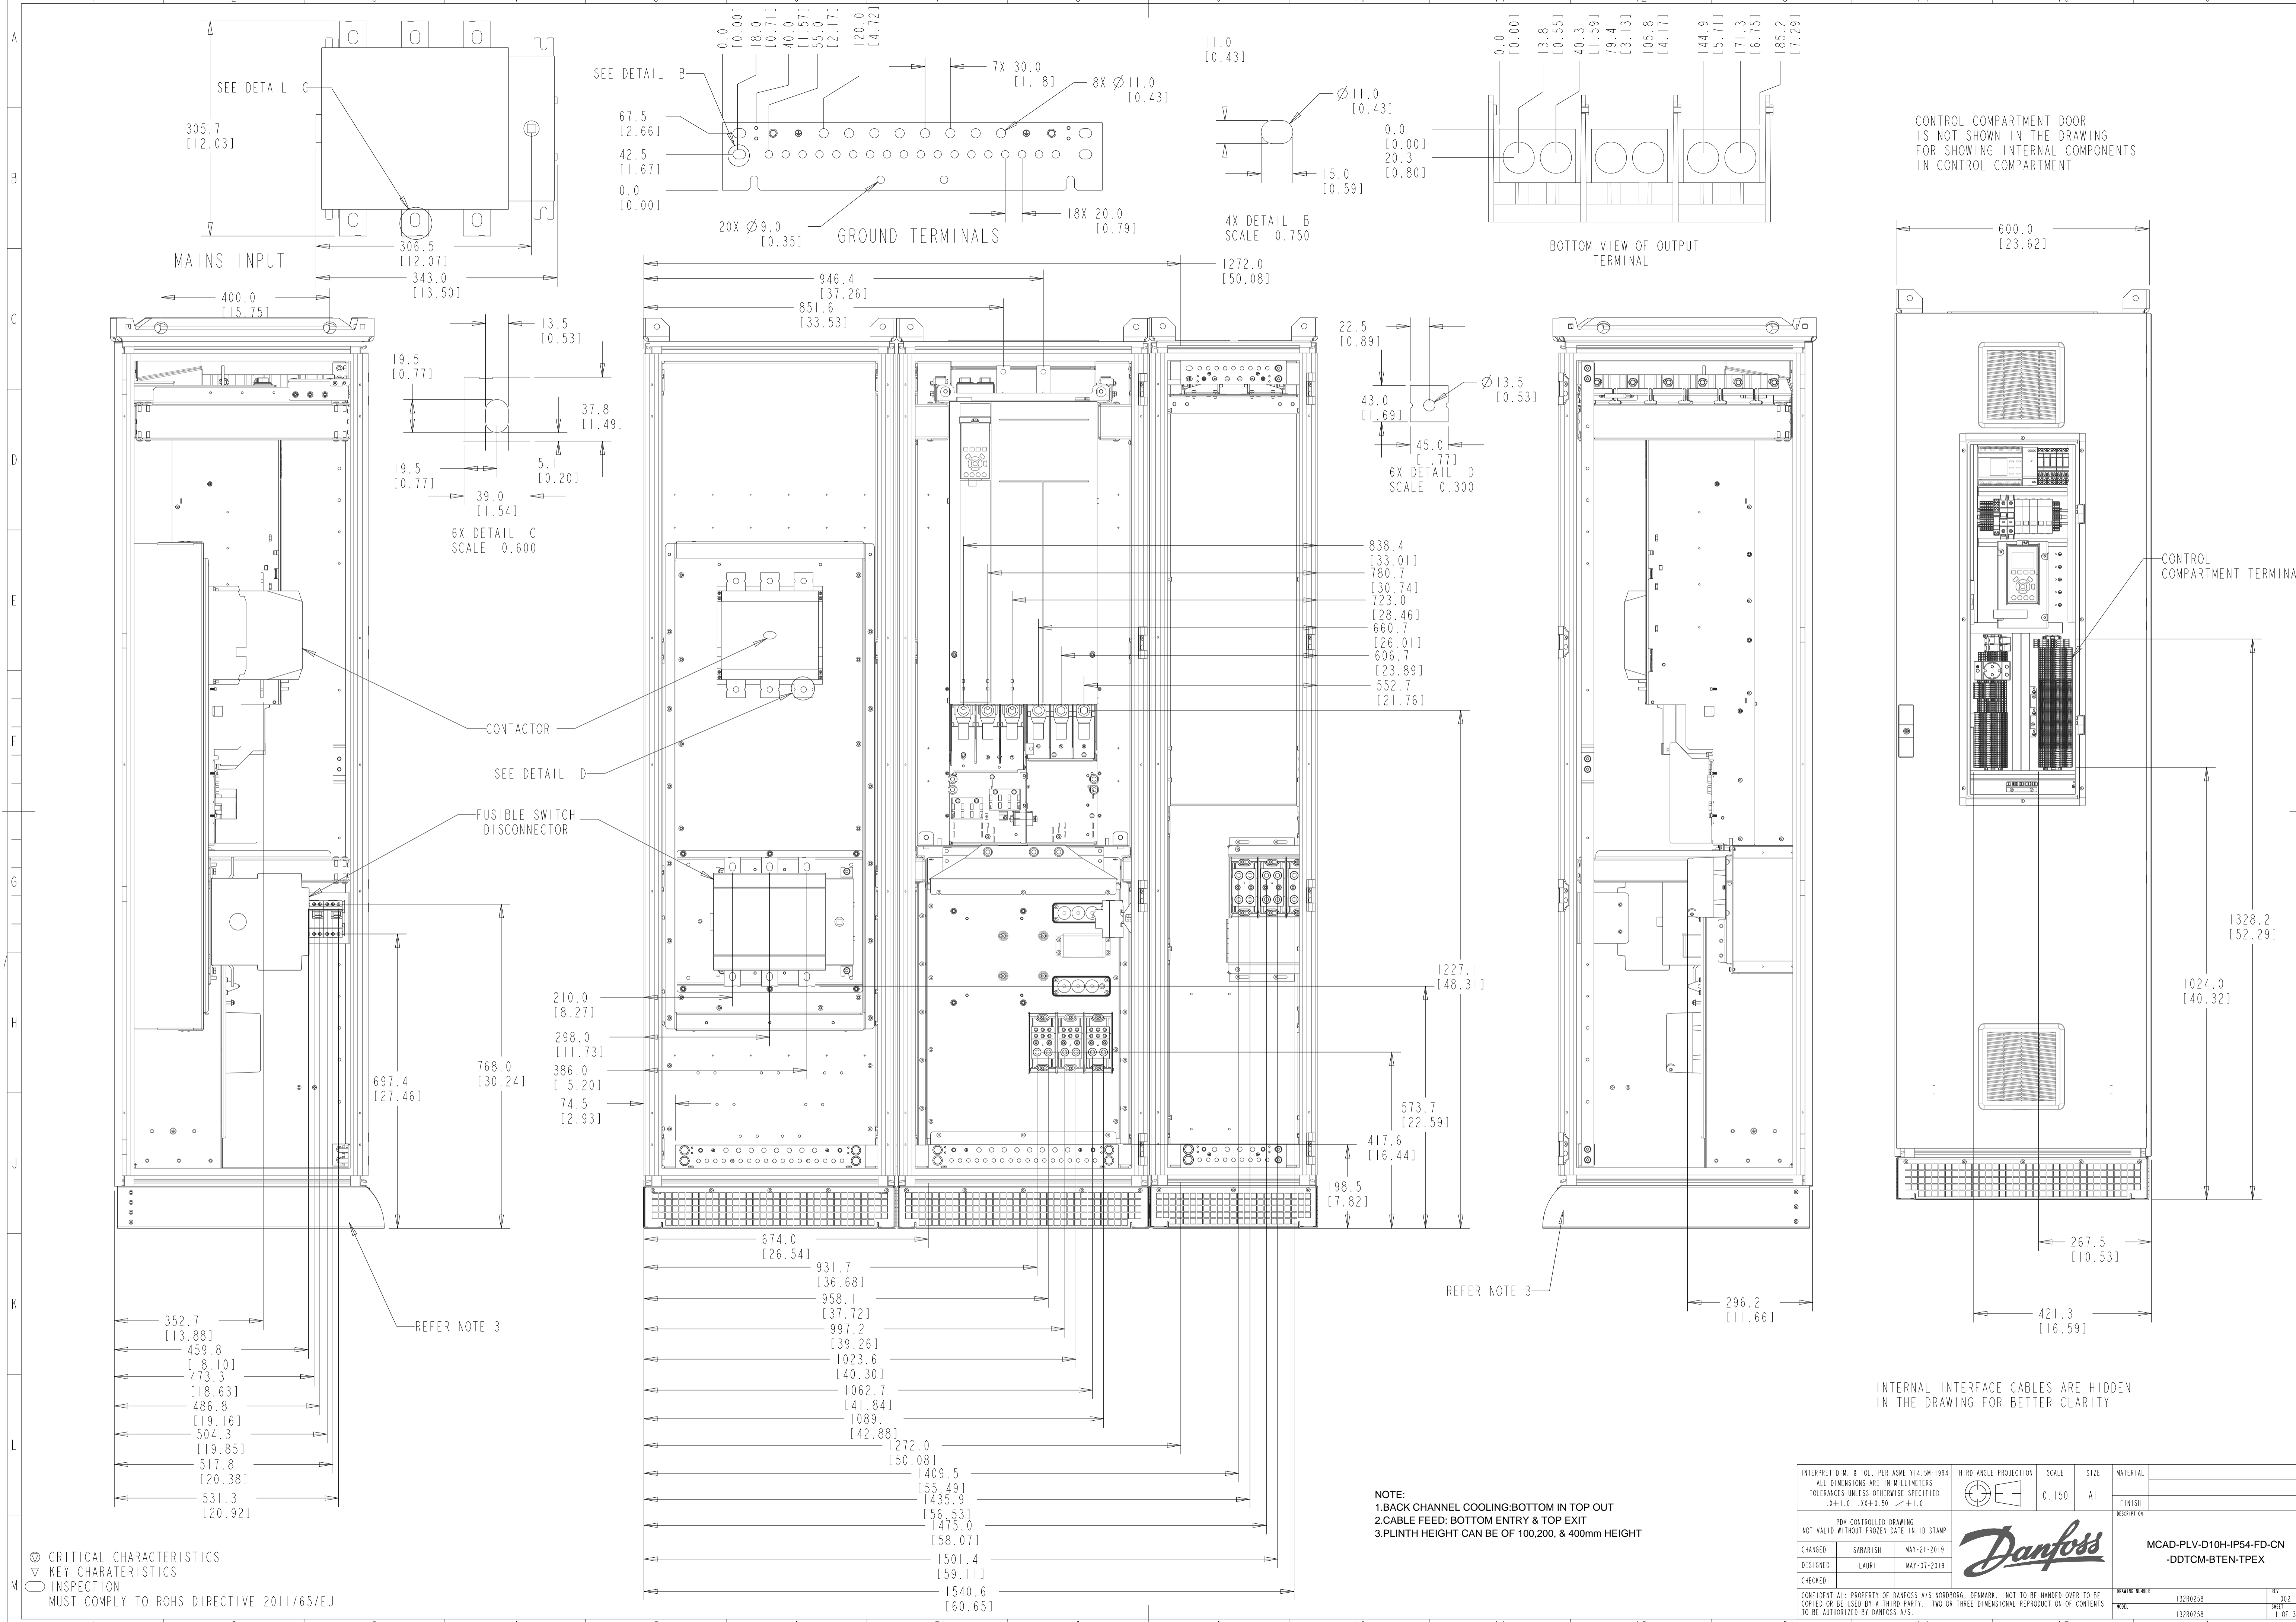 A
B
C
D
E
F
G
H
J
K
L
M
SEE DETAIL C
305.7
[12.03]
306.5
[12.07]
343.0
[13.50]
MAINS INPUT
SEE DETAIL B
0.0
[0.00]
18.0
[0.71]
40.0
[1.57]
55.0
[2.17]
120.0
[4.72]
7X 30.0
[1.18]
8X Ø11.0
[0.43]
67.5
[2.66]
42.5
[1.67]
0.0
[0.00]
20X Ø9.0
[0.35]
18X 20.0
[0.79]
GROUND TERMINALS
11.0
[0.43]
Ø11.0
[0.43]
15.0
[0.59]
4X DETAIL B
SCALE 0.750
0.0
[0.00]
13.8
[0.55]
40.3
[1.59]
79.4
[3.13]
105.8
[4.17]
144.9
[5.71]
171.3
[6.75]
185.2
[7.29]
0.0
[0.00]
20.3
[0.80]
BOTTOM VIEW OF OUTPUT
TERMINAL
CONTROL COMPARTMENT DOOR
IS NOT SHOWN IN THE DRAWING
FOR SHOWING INTERNAL COMPONENTS
IN CONTROL COMPARTMENT
600.0
[23.62]
400.0
[15.75]
13.5
[0.53]
19.5
[0.77]
37.8
[1.49]
19.5
[0.77]
5.1
[0.20]
39.0
[1.54]
6X DETAIL C
SCALE 0.600
1272.0
[50.08]
946.4
[37.26]
851.6
[33.53]
22.5
[0.89]
Ø13.5
[0.53]
43.0
[1.69]
45.0
[1.77]
6X DETAIL D
SCALE 0.300
838.4
[33.01]
780.7
[30.74]
723.0
[28.46]
660.7
[26.01]
606.7
[23.89]
552.7
[21.76]
CONTROL
COMPARTMENT TERMINA
CONTACTOR
SEE DETAIL D
FUSIBLE SWITCH
DISCONNECTOR
210.0
[8.27]
298.0
[11.73]
386.0
[15.20]
74.5
[2.93]
697.4
[27.46]
768.0
[30.24]
1227.1
[48.31]
573.7
[22.59]
417.6
[16.44]
198.5
[7.82]
1328.2
[52.29]
1024.0
[40.32]
267.5
[10.53]
421.3
[16.59]
REFER NOTE 3
296.2
[11.66]
REFER NOTE 3
352.7
[13.88]
459.8
[18.10]
473.3
[18.63]
486.8
[19.16]
504.3
[19.85]
517.8
[20.38]
531.3
[20.92]
674.0
[26.54]
931.7
[36.68]
958.1
[37.72]
997.2
[39.26]
1023.6
[40.30]
1062.7
[41.84]
1089.1
[42.88]
1272.0
[50.08]
1409.5
[55.49]
1435.9
[56.53]
1475.0
[58.07]
1501.4
[59.11]
1540.6
[60.65]
INTERNAL INTERFACE CABLES ARE HIDDEN
IN THE DRAWING FOR BETTER CLARITY
NOTE:
1.BACK CHANNEL COOLING:BOTTOM IN TOP OUT
2.CABLE FEED: BOTTOM ENTRY & TOP EXIT
3.PLINTH HEIGHT CAN BE OF 100,200, & 400mm HEIGHT
CRITICAL CHARACTERISTICS
KEY CHARATERISTICS
INSPECTION
MUST COMPLY TO ROHS DIRECTIVE 2011/65/EU
INTERPRET DIM. & TOL. PER ASME Y14.5M-1994
ALL DIMENSIONS ARE IN MILLIMETERS
TOLERANCES UNLESS OTHERWISE SPECIFIED
.X±1.0 .XX±0.50 ∠±1.0
THIRD ANGLE PROJECTION
SCALE
0.150
SIZE
A1
MATERIAL
FINISH
PDM CONTROLLED DRAWING
NOT VALID WITHOUT FROZEN DATE IN ID STAMP
CHANGED SABARISH MAY-21-2019
DESIGNED LAURI MAY-07-2019
CHECKED
Danfoss
DESCRIPTION
MCAD-PLV-D10H-IP54-FD-CN
-DDTCM-BTEN-TPEX
CONFIDENTIAL: PROPERTY OF DANFOSS A/S NORDBORG, DENMARK. NOT TO BE HANDED OVER TO BE
COPIED OR BE USED BY A THIRD PARTY. TWO OR THREE DIMENSIONAL REPRODUCTION OF CONTENTS
TO BE AUTHORIZED BY DANFOSS A/S.
DRAWING NUMBER
132R0258
REV
002
MODEL
132R0258
SHEET
1 OF